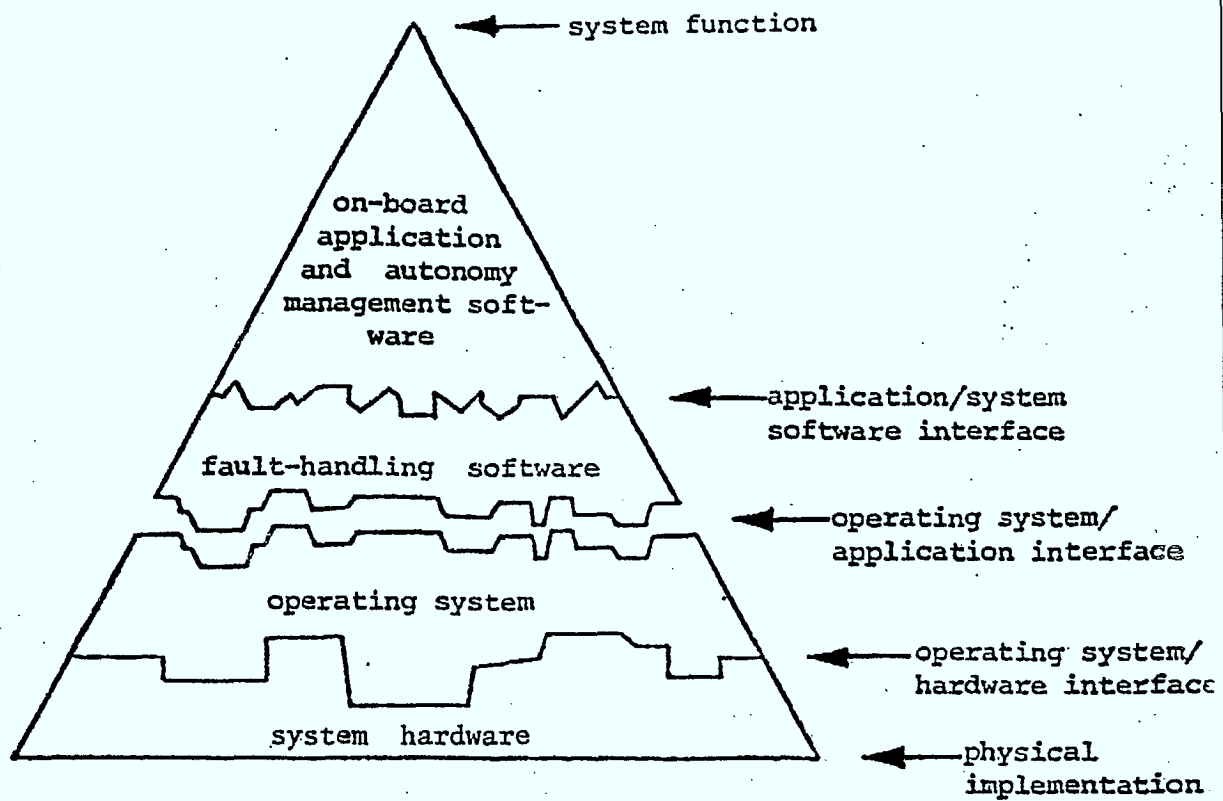 system function
on-board
application
and autonomy
management soft-
ware
application/system
software interface
fault-handling software
operating system/
application interface
operating system
operating system/
hardware interface
system hardware
physical
implementation